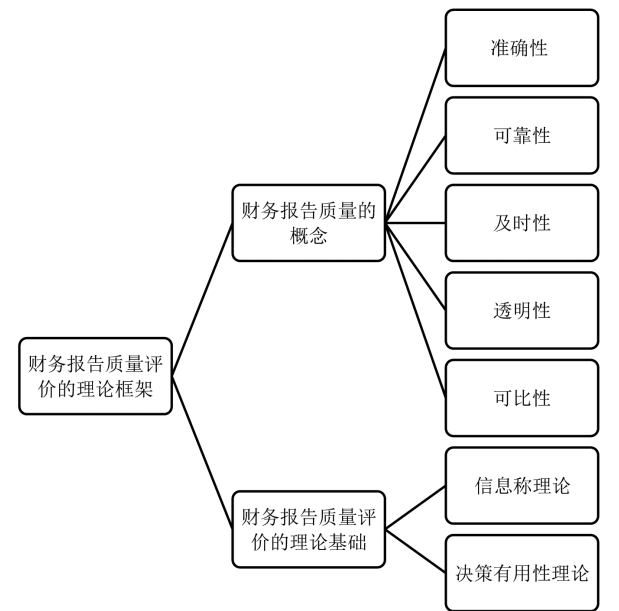 财务报告质量评
价的理论框架
财务报告质量的
概念
准确性
可靠性
及时性
透明性
可比性
财务报告质量评
价的理论基础
信息称理论
决策有用性理论